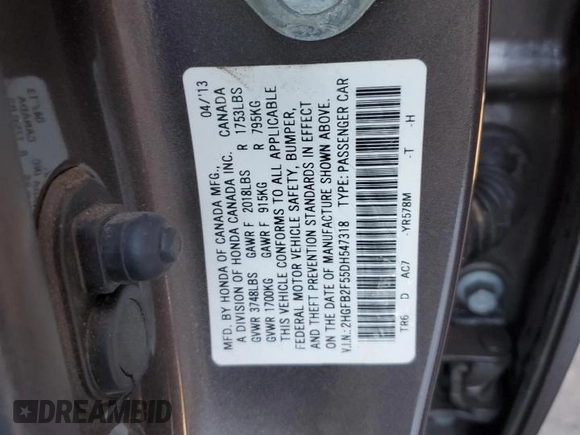 MFD. BY HONDA OF CANADA MFG., 04/'13
A DIVISION OF HONDA CANADA INC. CANADA
GVWR 3748LBS GAWR F 2018LBS R 1753LBS
GVWR 1700KG GAWR F 915KG R 795KG
THIS VEHICLE CONFORMS TO ALL APPLICABLE
FEDERAL MOTOR VEHICLE SAFETY, BUMPER,
AND THEFT PREVENTION STANDARDS IN EFFECT
ON THE DATE OF MANUFACTURE SHOWN ABOVE.
V.I.N.:2HGFB2F55DH547318 TYPE: PASSENGER CAR
TR6 D AC7 -YR578M -T -H
DREAMBID